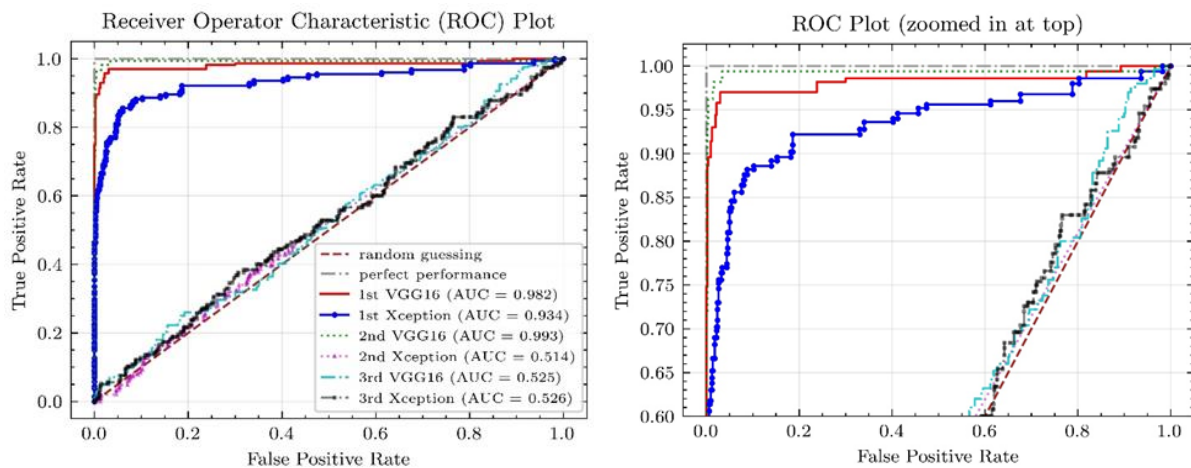 Receiver Operator Characteristic (ROC) Plot
True Positive Rate
1.0
0.8
0.6
0.4
0.2
0.0
random guessing
perfect performance
1st VGG16 (AUC = 0.982)
1st Xception (AUC = 0.934)
2nd VGG16 (AUC = 0.993)
2nd Xception (AUC = 0.514)
3rd VGG16 (AUC = 0.525)
3rd Xception (AUC = 0.526)
0.0 0.2 0.4 0.6 0.8 1.0
False Positive Rate
ROC Plot (zoomed in at top)
True Positive Rate
1.00
0.95
0.90
0.85
0.80
0.75
0.70
0.65
0.60
0.0 0.2 0.4 0.6 0.8 1.0
False Positive Rate